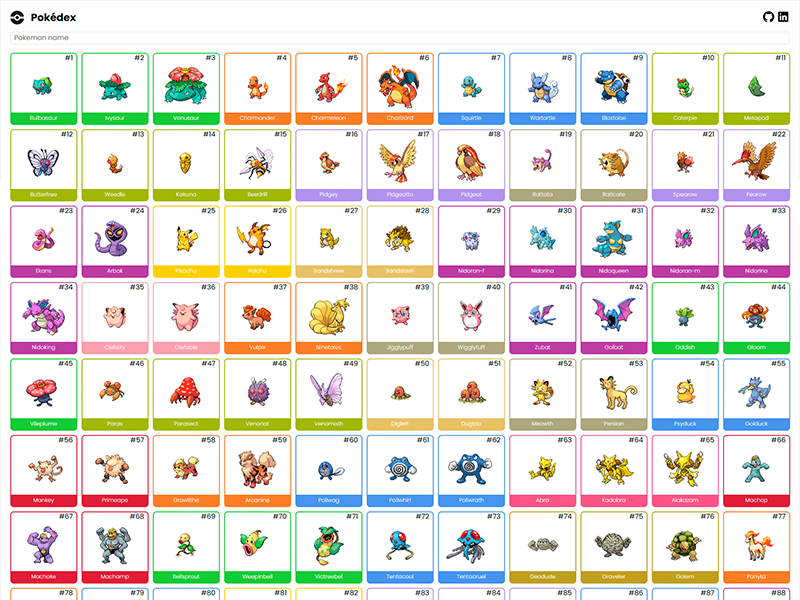 Pokédex
Pokemon name
#1 #2 #3 #4 #5 #6 #7 #8 #9 #10 #11
Bulbasaur Ivysaur Venusaur Charmander Charmeleon Charizard Squirtle Wartortle Blastoise Caterpie Metapod
#12 #13 #14 #15 #16 #17 #18 #19 #20 #21 #22
Butterfree Weedle Kakuna Beedrill Pidgey Pidgeotto Pidgeot Rattata Raticate Spearow Fearow
#23 #24 #25 #26 #27 #28 #29 #30 #31 #32 #33
Ekans Arbok Pikachu Raichu Sandshrew Sandslash Nidoran-f Nidorina Nidoqueen Nidoran-m Nidorino
#34 #35 #36 #37 #38 #39 #40 #41 #42 #43 #44
Nidoking Clefairy Clefable Vulpix Ninetales Jigglypuff Wigglytuff Zubat Golbat Oddish Gloom
#45 #46 #47 #48 #49 #50 #51 #52 #53 #54 #55
Vileplume Paras Parasect Venonat Venomoth Diglett Dugtrio Meowth Persian Psyduck Golduck
#56 #57 #58 #59 #60 #61 #62 #63 #64 #65 #66
Mankey Primeape Growlithe Arcanine Poliwag Poliwhirl Poliwrath Abra Kadabra Alakazam Machop
#67 #68 #69 #70 #71 #72 #73 #74 #75 #76 #77
Machoke Machamp Bellsprout Weepinbell Victreebel Tentacool Tentacruel Geodude Graveler Golem Ponyta
#78 #79 #80 #81 #82 #83 #84 #85 #86 #87 #88